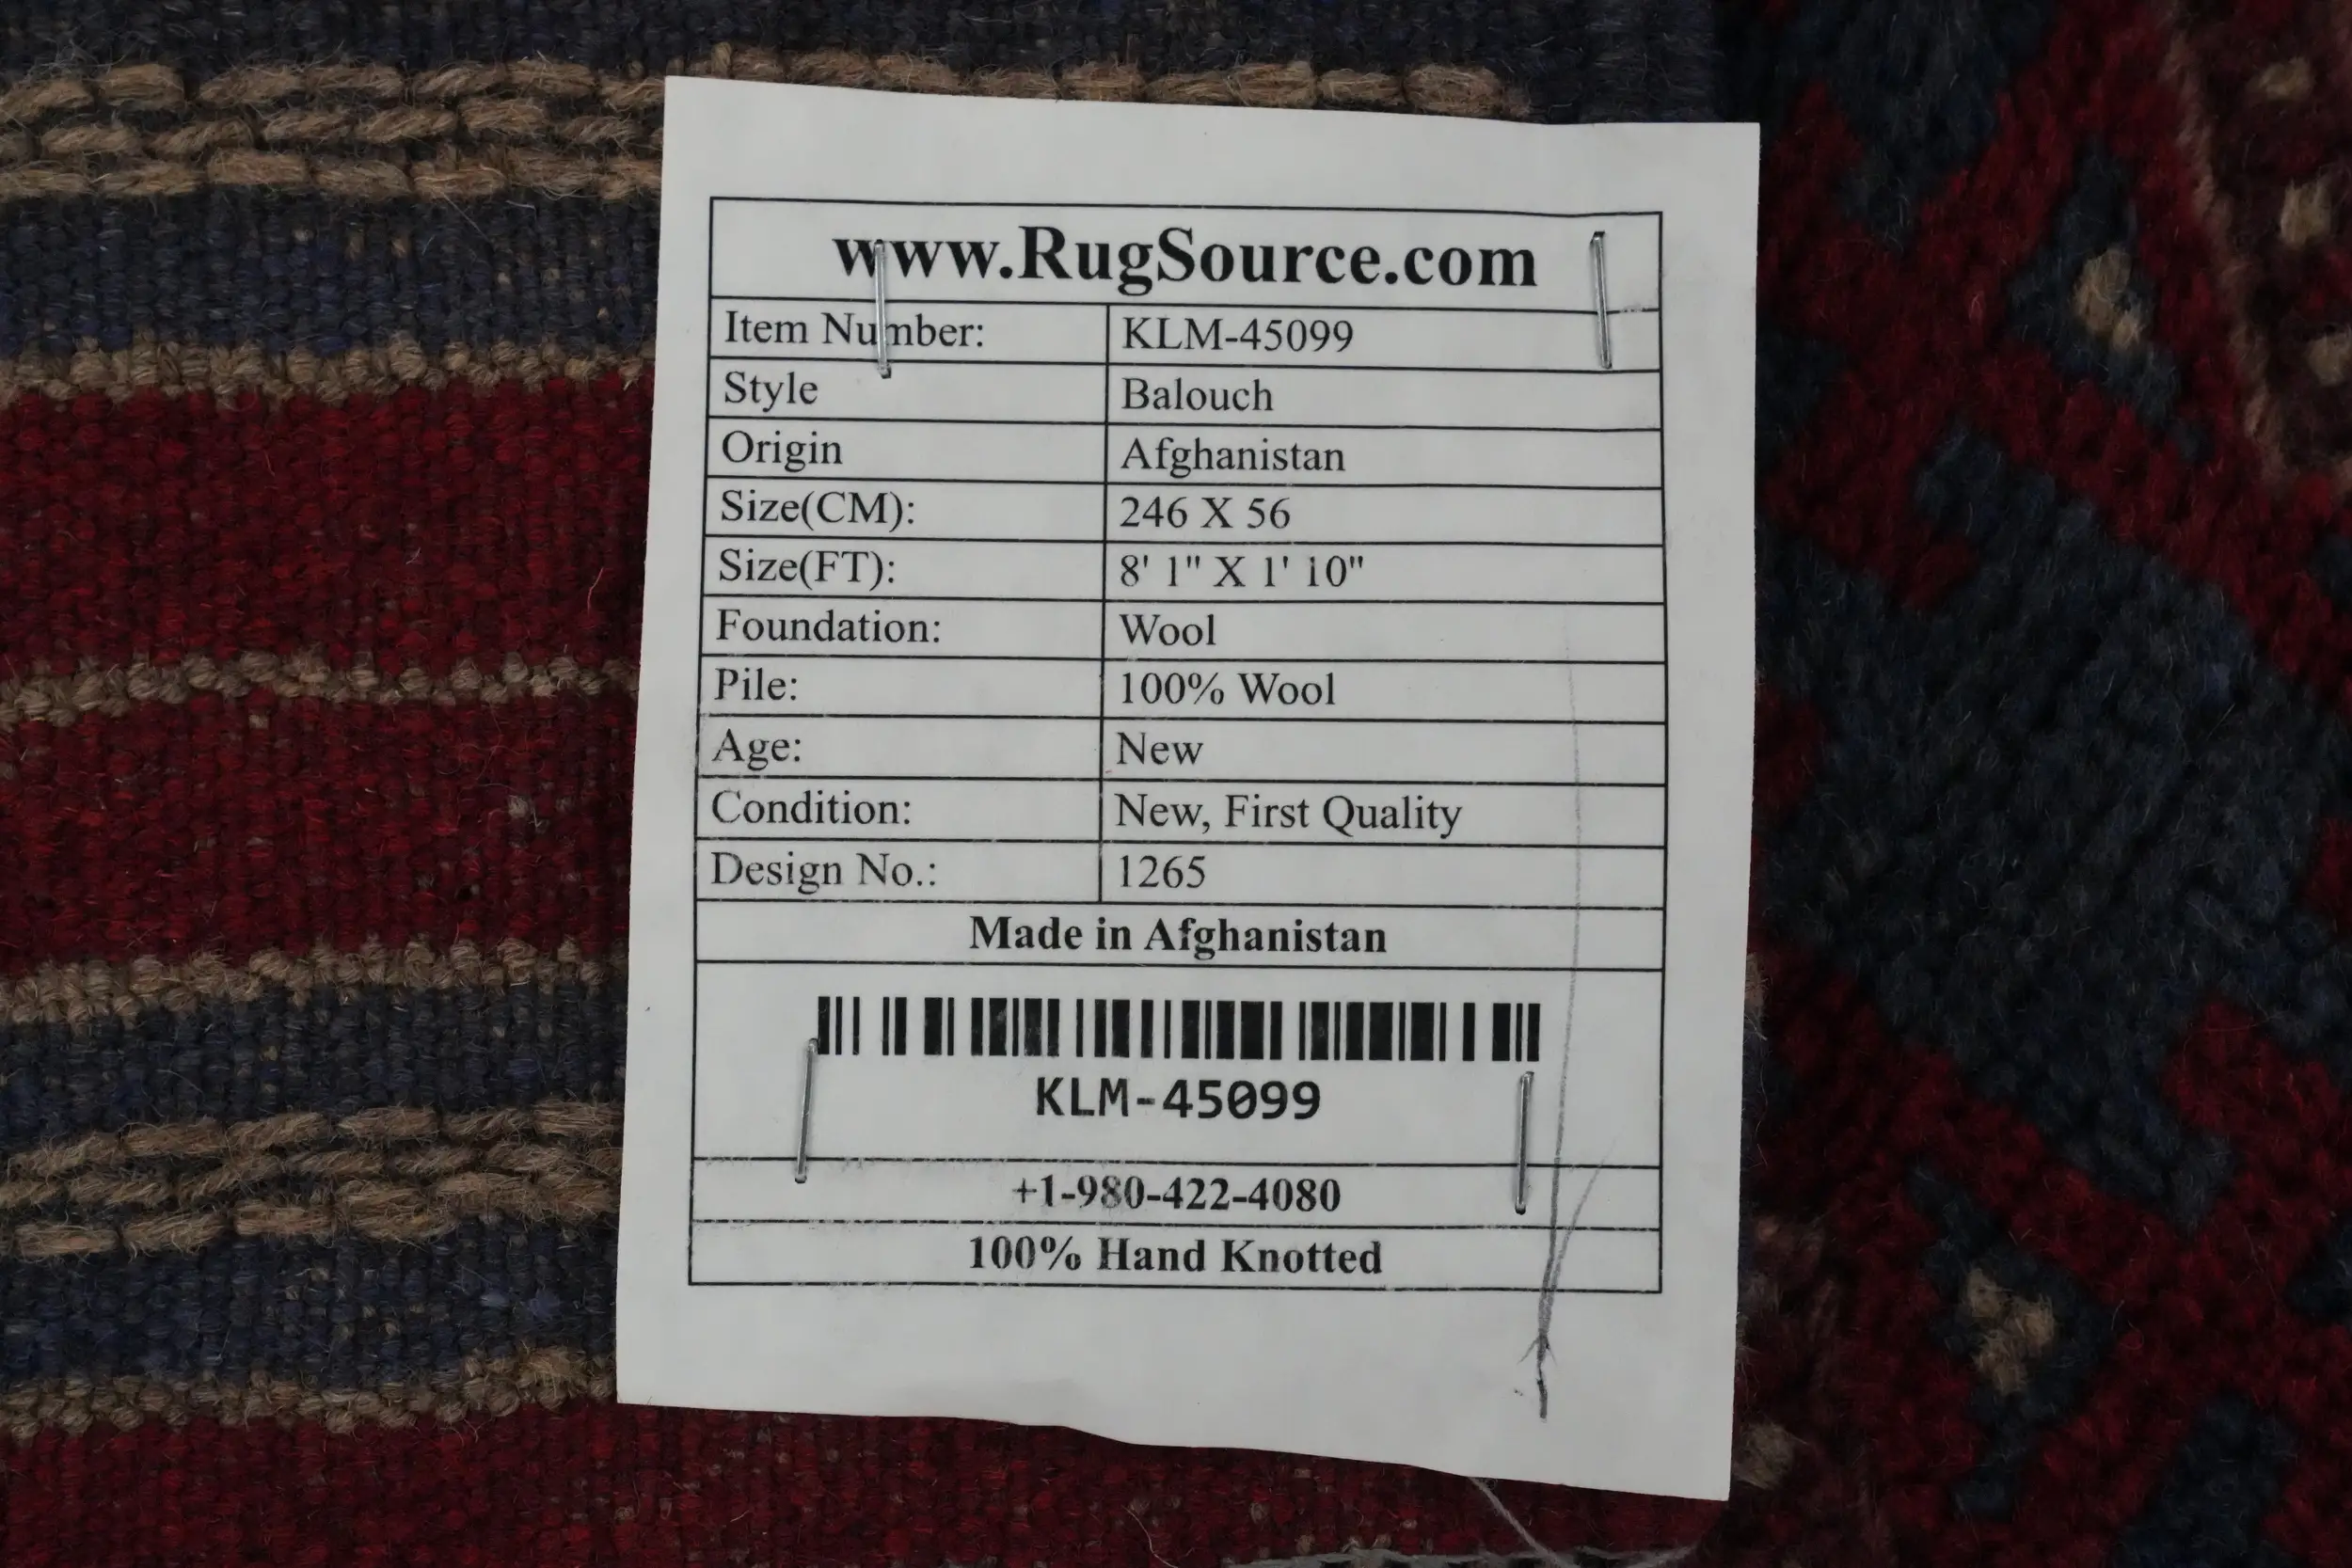 www.RugSource.com
Item Number: KLM-45099
Style Balouch
Origin Afghanistan
Size(CM): 246 X 56
Size(FT): 8' 1" X 1' 10"
Foundation: Wool
Pile: 100% Wool
Age: New
Condition: New, First Quality
Design No.: 1265
Made in Afghanistan
KLM-45099
+1-980-422-4080
100% Hand Knotted